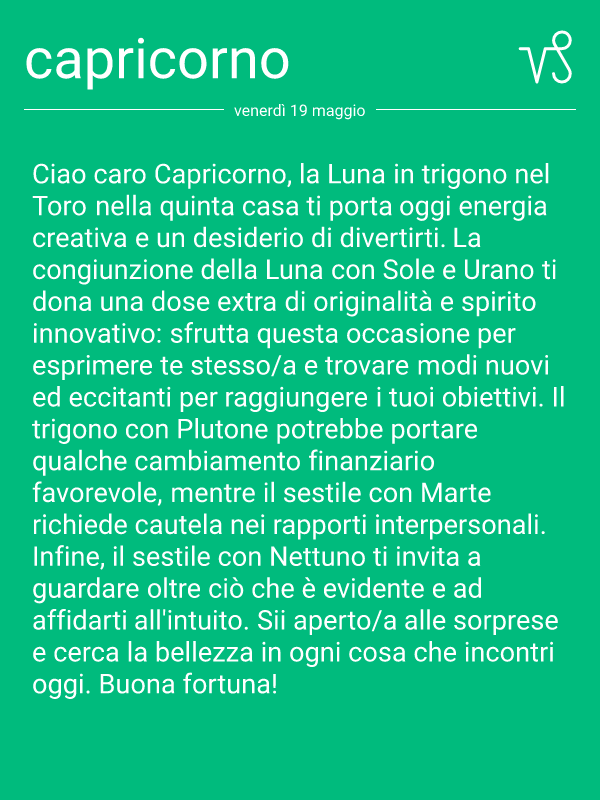 capricorno
venerdì 19 maggio
Ciao caro Capricorno, la Luna in trigono nel
Toro nella quinta casa ti porta oggi energia
creativa e un desiderio di divertirti. La
congiunzione della Luna con Sole e Urano ti
dona una dose extra di originalità e spirito
innovativo: sfrutta questa occasione per
esprimere te stesso/a e trovare modi nuovi
ed eccitanti per raggiungere i tuoi obiettivi. Il
trigono con Plutone potrebbe portare
qualche cambiamento finanziario
favorevole, mentre il sestile con Marte
richiede cautela nei rapporti interpersonali.
Infine, il sestile con Nettuno ti invita a
guardare oltre ciò che è evidente e ad
affidarti all'intuito. Sii aperto/a alle sorprese
e cerca la bellezza in ogni cosa che incontri
oggi. Buona fortuna!